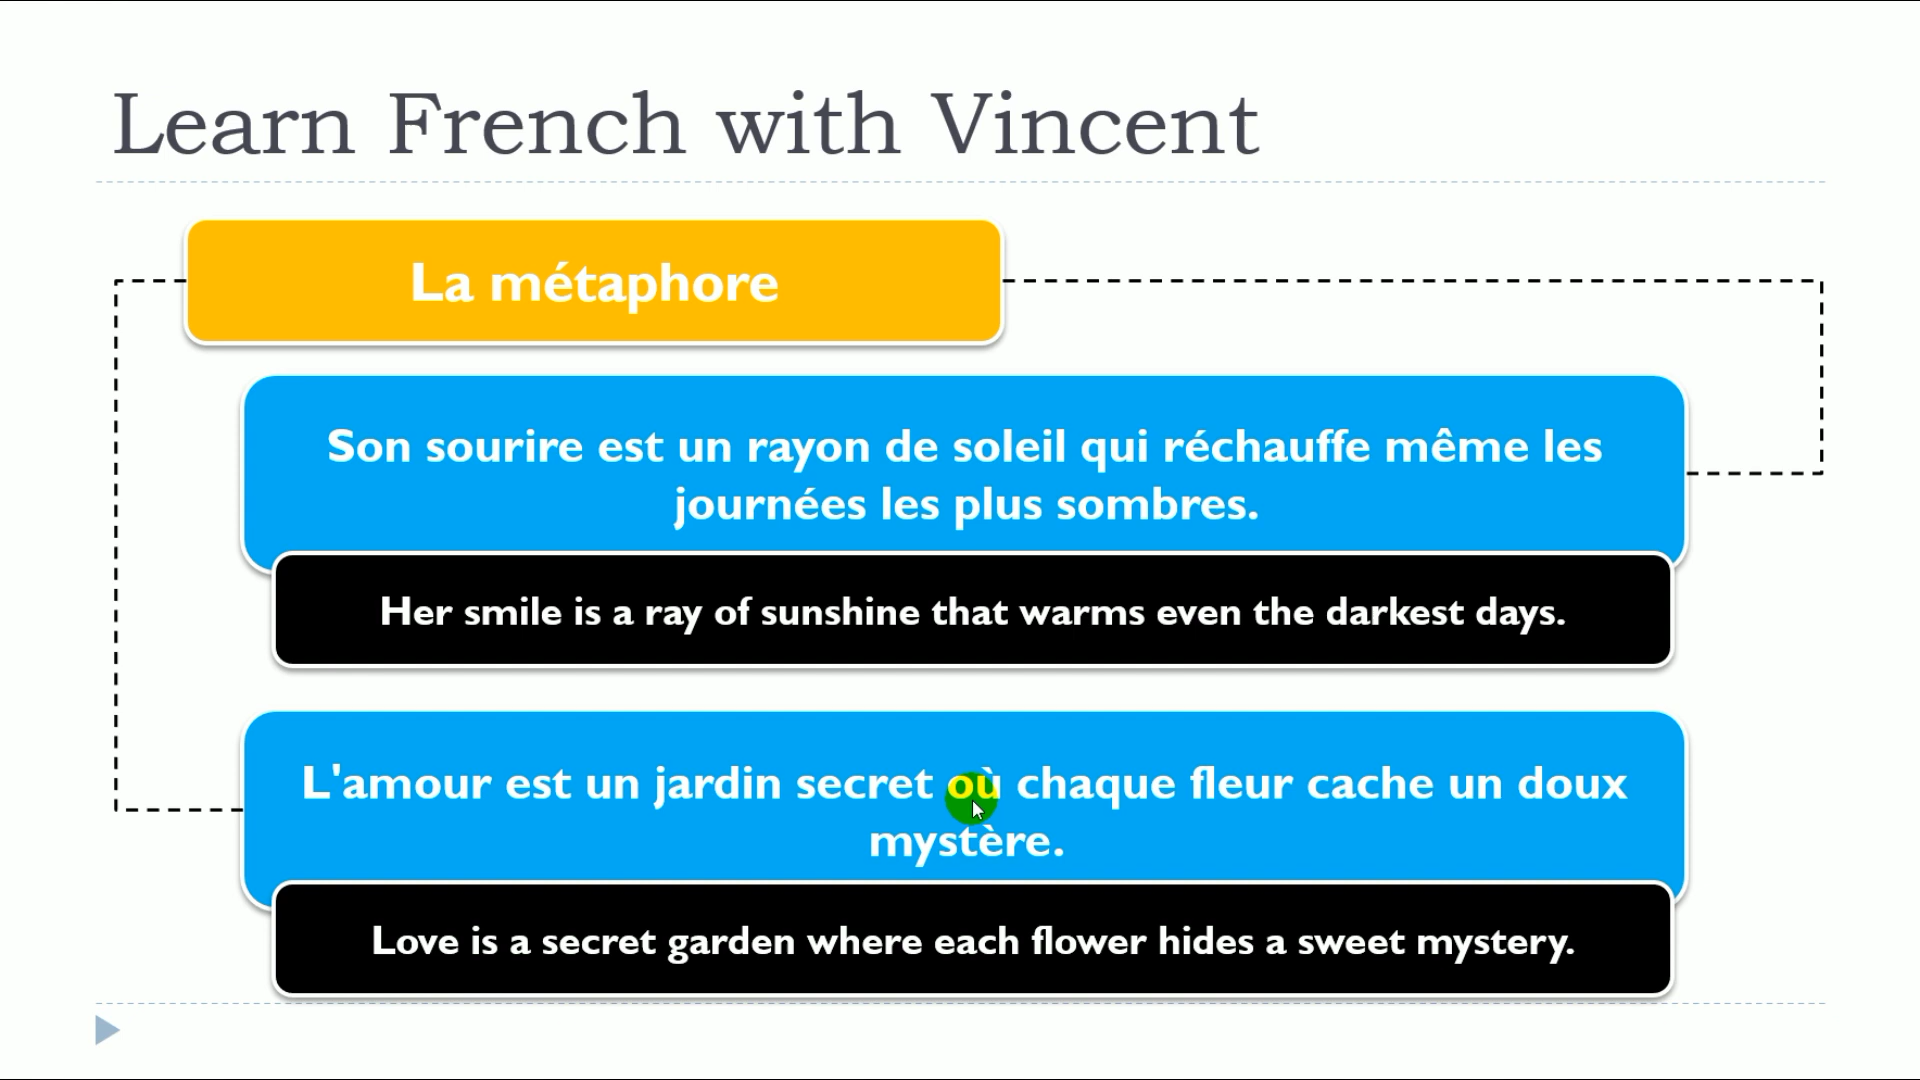 Learn French with Vincent
La métaphore
Son sourire est un rayon de soleil qui réchauffe même les
journées les plus sombres.
Her smile is a ray of sunshine that warms even the darkest days.
L'amour est un jardin secret où chaque fleur cache un doux
mystère.
Love is a secret garden where each flower hides a sweet mystery.